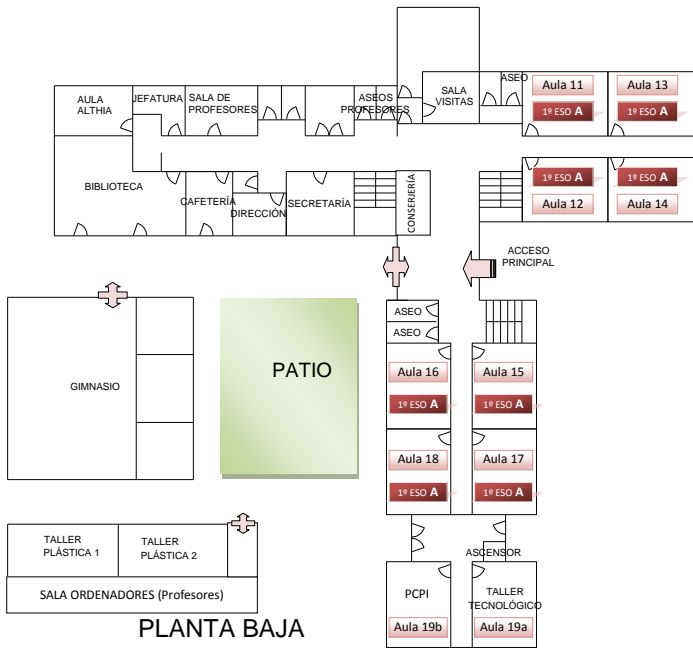 AULA
ALTHIA
JEFATURA
SALA DE
PROFESORES
ASEOS
PROFESORES
SALA
VISITAS
ASEO
Aula 11
1º ESO A
Aula 13
1º ESO A
BIBLIOTECA
CAFETERÍA
DIRECCIÓN
SECRETARÍA
CONSERJERÍA
1º ESO A
Aula 12
1º ESO A
Aula 14
ACCESO
PRINCIPAL
GIMNASIO
PATIO
ASEO
ASEO
Aula 16
1º ESO A
Aula 15
1º ESO A
Aula 18
1º ESO A
Aula 17
1º ESO A
TALLER
PLÁSTICA 1
TALLER
PLÁSTICA 2
SALA ORDENADORES (Profesores)
ASCENSOR
PCPI
Aula 19b
TALLER
TECNOLÓGICO
Aula 19a
PLANTA BAJA